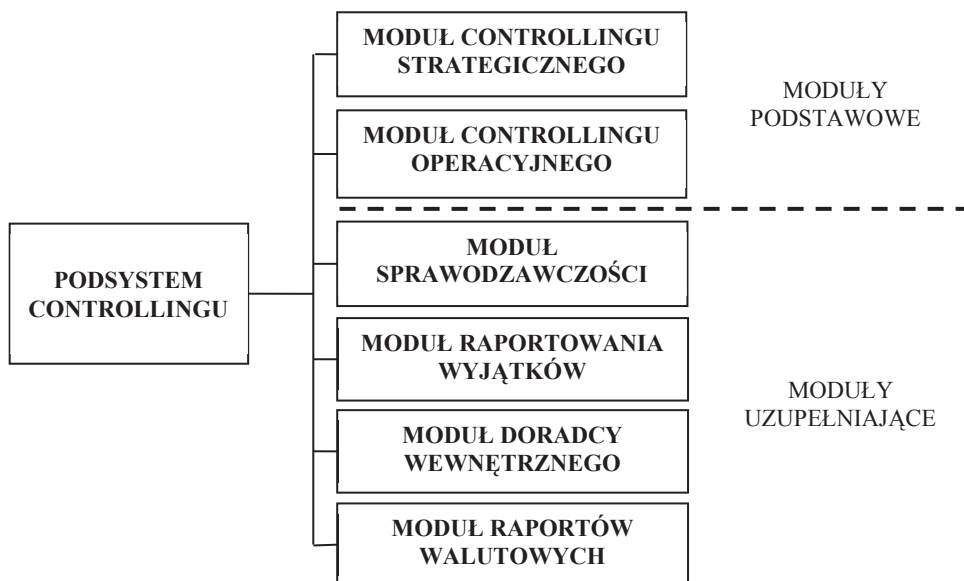 MODUŁ CONTROLLINGU
STRATEGICZNEGO
MODUŁY
PODSTAWOWE
MODUŁ CONTROLLINGU
OPERACYJNEGO
PODSYSTEM
CONTROLLINGU
MODUŁ
SPRAWODZAWCZOŚCI
MODUŁ RAPORTOWANIA
WYJĄTKÓW
MODUŁY
UZUPEŁNIAJĄCE
MODUŁ DORADCY
WEWNĘTRZNEGO
MODUŁ RAPORTÓW
WALUTOWYCH